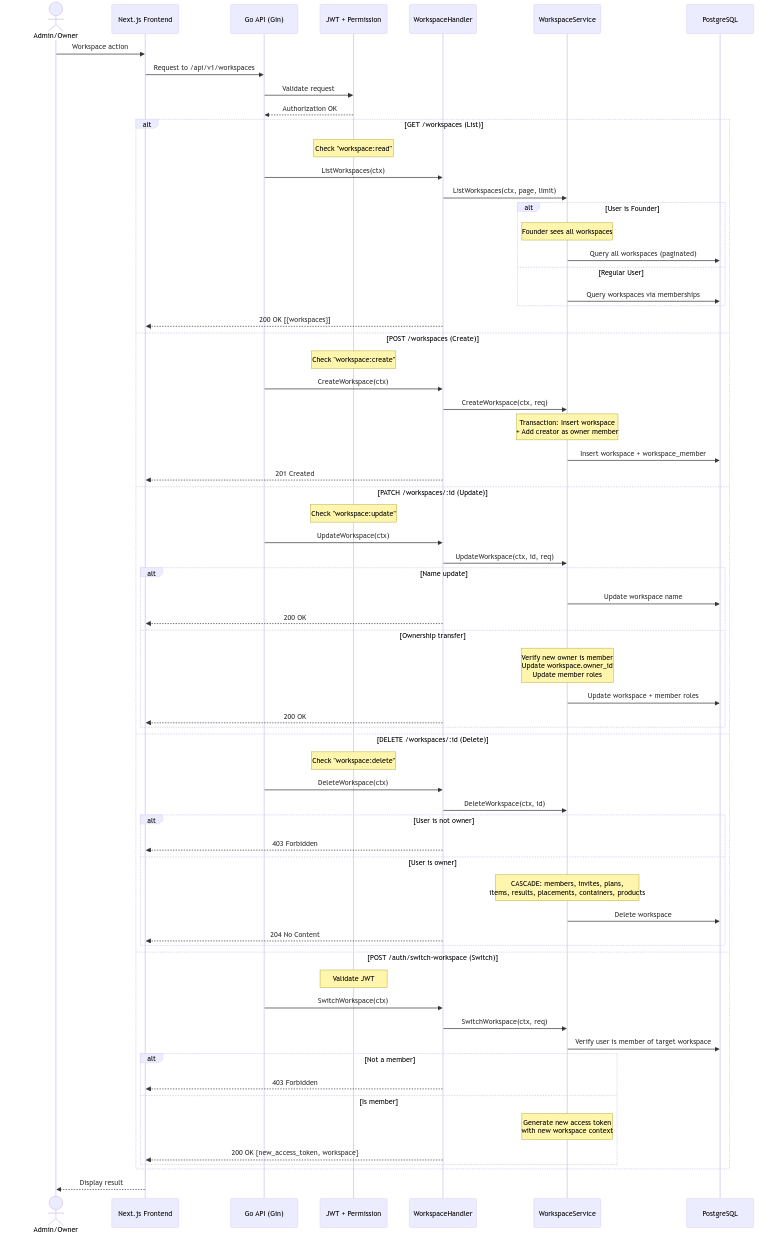 Admin/Owner
Next.js Frontend
Go API (Gin)
JWT + Permission
WorkspaceHandler
WorkspaceService
PostgreSQL
Workspace action
Request to /api/v1/workspaces
Validate request
Authorization OK
alt
[GET /workspaces (List)]
Check "workspace:read"
ListWorkspaces(ctx)
ListWorkspaces(ctx, page, limit)
alt
[User is Founder]
Founder sees all workspaces
Query all workspaces (paginated)
[Regular User]
Query workspaces via memberships
200 OK [{workspaces}]
[POST /workspaces (Create)]
Check "workspace:create"
CreateWorkspace(ctx)
CreateWorkspace(ctx, req)
Transaction: Insert workspace
+ Add creator as owner member
Insert workspace + workspace_member
201 Created
[PATCH /workspaces/:id (Update)]
Check "workspace:update"
UpdateWorkspace(ctx)
UpdateWorkspace(ctx, id, req)
alt
[Name update]
Update workspace name
200 OK
[Ownership transfer]
Verify new owner is member
Update workspace.owner_id
Update member roles
Update workspace + member roles
200 OK
[DELETE /workspaces/:id (Delete)]
Check "workspace:delete"
DeleteWorkspace(ctx)
DeleteWorkspace(ctx, id)
alt
[User is not owner]
403 Forbidden
[User is owner]
CASCADE: members, invites, plans,
items, results, placements, containers, products
Delete workspace
204 No Content
[POST /auth/switch-workspace (Switch)]
Validate JWT
SwitchWorkspace(ctx)
SwitchWorkspace(ctx, req)
Verify user is member of target workspace
alt
[Not a member]
403 Forbidden
[Is member]
Generate new access token
with new workspace context
200 OK [new_access_token, workspace]
Display result
Admin/Owner
Next.js Frontend
Go API (Gin)
JWT + Permission
WorkspaceHandler
WorkspaceService
PostgreSQL